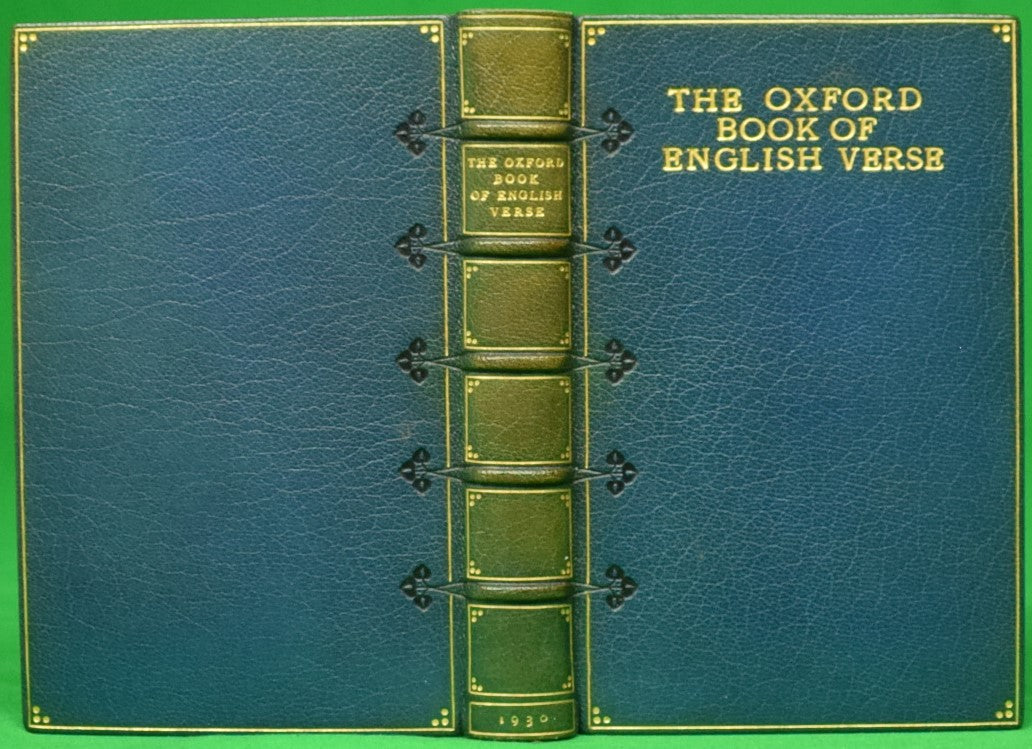 THE OXFORD
BOOK
OF ENGLISH
VERSE
1930
THE OXFORD
BOOK OF
ENGLISH VERSE